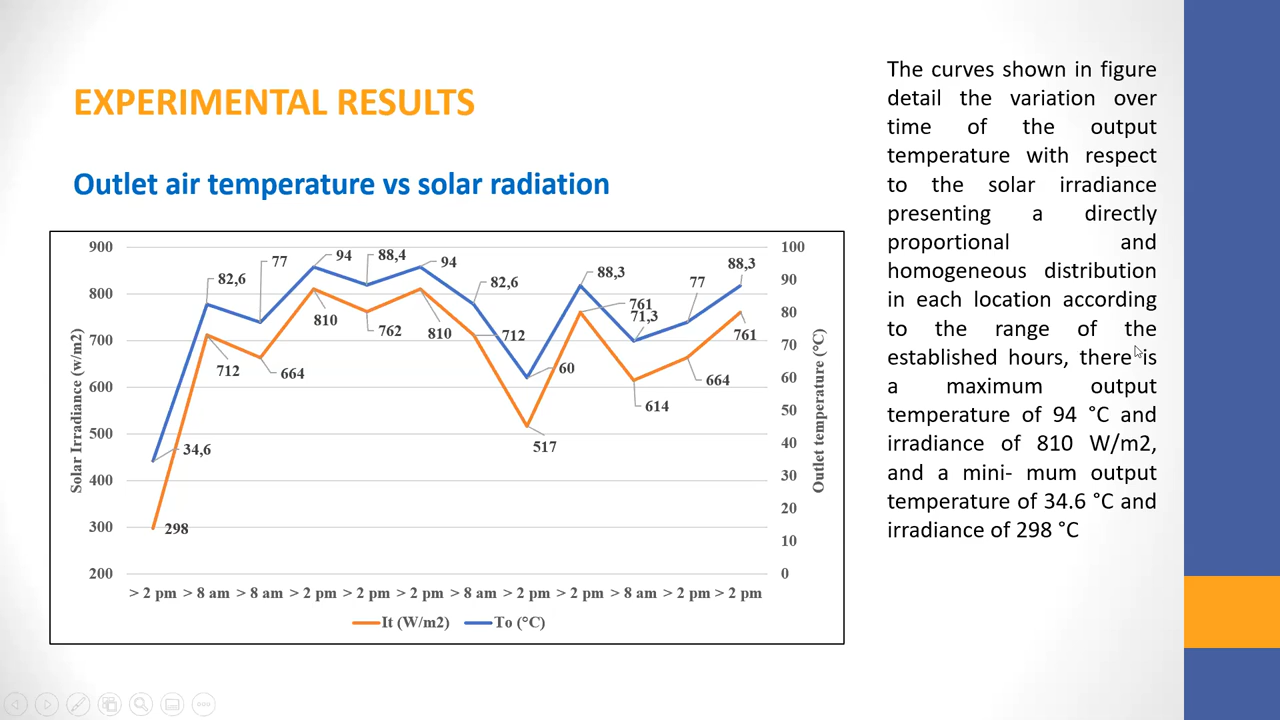 EXPERIMENTAL RESULTS
Outlet air temperature vs solar radiation
900
800
700
600
500
400
300
200
Solar Irradiance (w/m2)
100
90
80
70
60
50
40
30
20
10
0
Outlet temperature (°C)
34,6
82,6
77
94
88,4
94
82,6
60
88,3
71,3
77
88,3
298
712
664
810
762
810
712
517
761
614
664
761
> 2 pm > 8 am > 8 am > 2 pm > 2 pm > 2 pm > 8 am > 2 pm > 2 pm > 8 am > 2 pm > 2 pm
It (W/m2) To (°C)
The curves shown in figure
detail the variation over
time of the output
temperature with respect
to the solar irradiance
presenting a directly
proportional and
homogeneous distribution
in each location according
to the range of the
established hours, there is
a maximum output
temperature of 94 °C and
irradiance of 810 W/m2,
and a mini- mum output
temperature of 34.6 °C and
irradiance of 298 °C